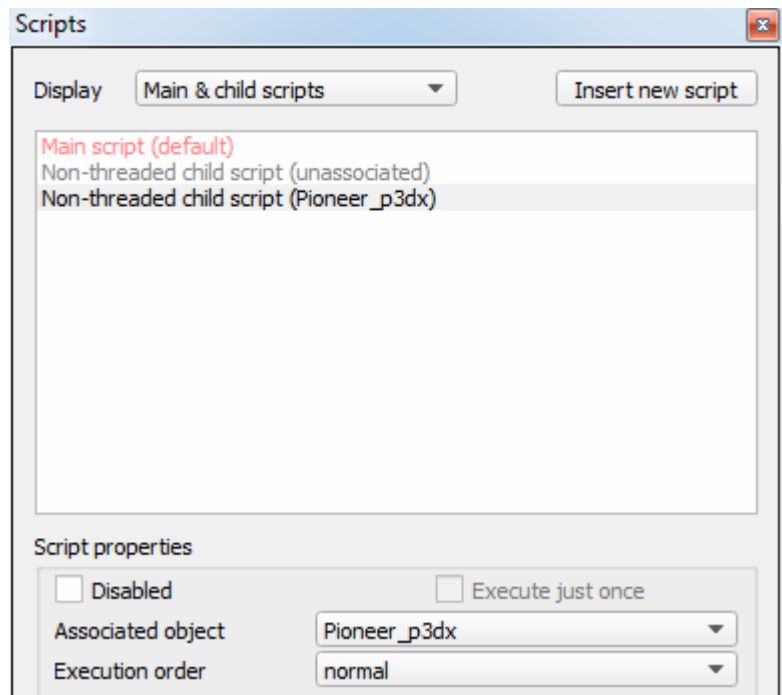 Scripts
Display Main & child scripts Insert new script
Main script (default)
Non-threaded child script (unassociated)
Non-threaded child script (Pioneer_p3dx)
Script properties
Disabled Execute just once
Associated object Pioneer_p3dx
Execution order normal